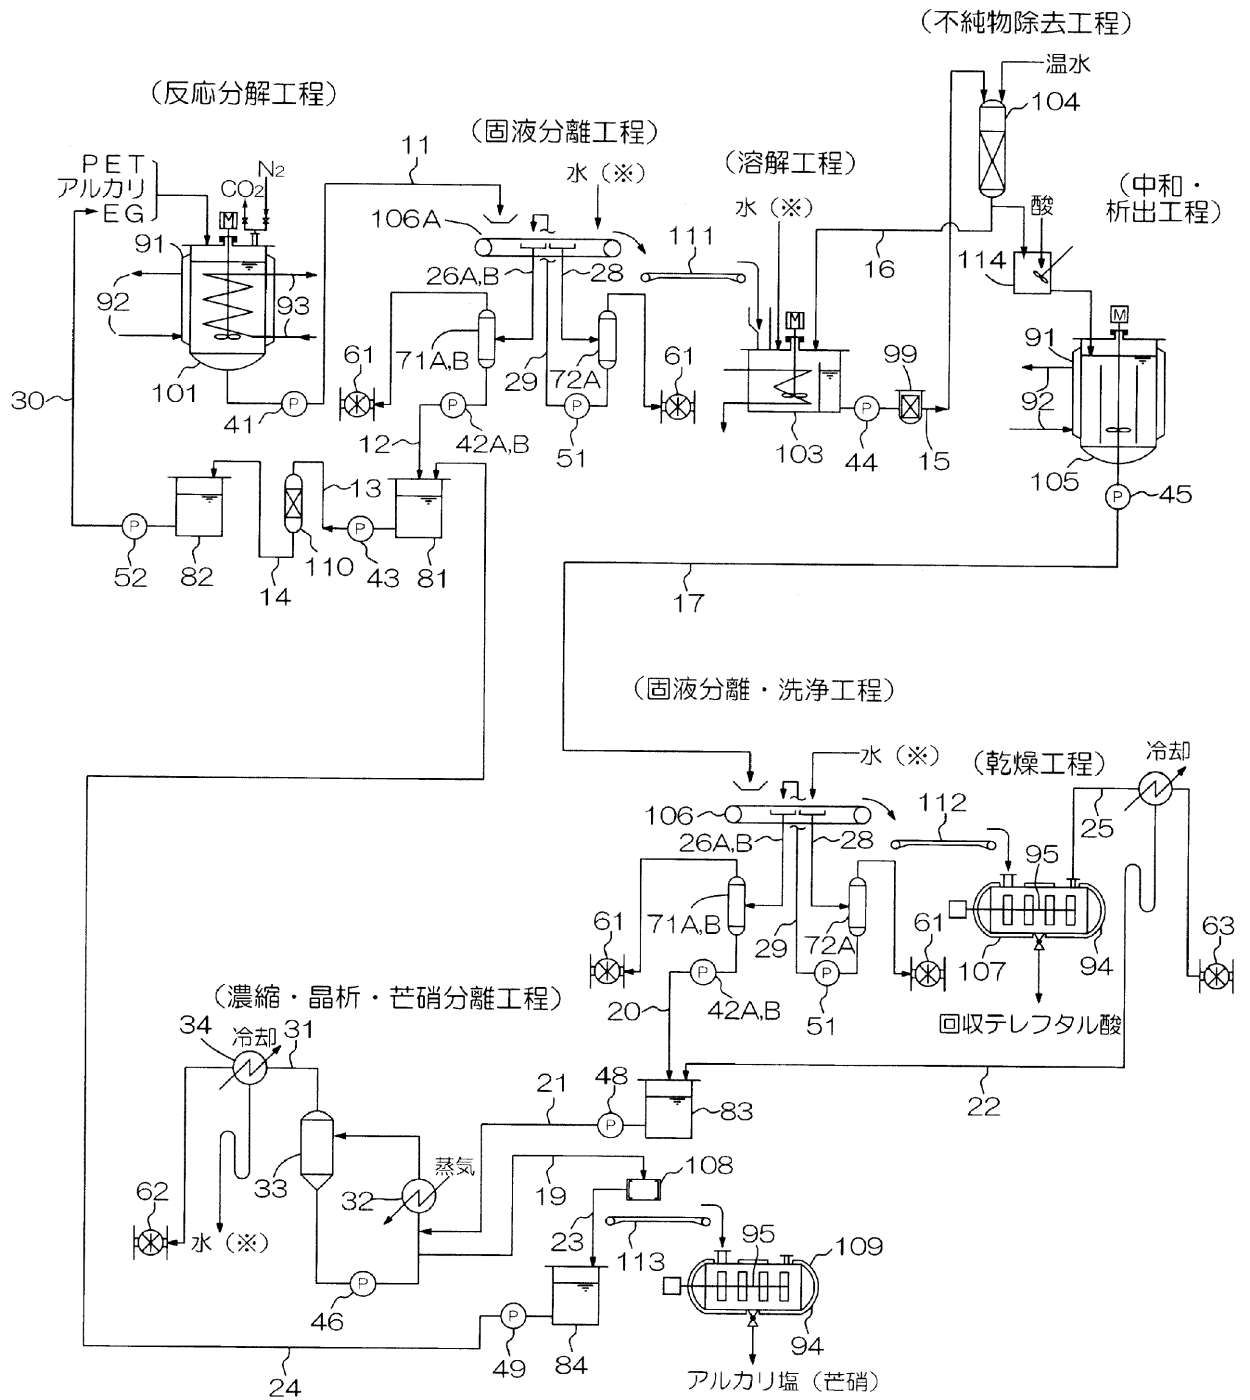 (不純物除去工程)
温水
104
(反応分解工程)
(固液分離工程)
11
(溶解工程)
(中和・
析出工程)
PET
アルカリ
EG
CO2
N2
水 (※)
水 (※)
酸
M
106A
111
16
114
91
26A,B
28
92
93
M
M
91
61
71A,B
29
72A
61
99
92
101
30
P
41
12
P
42A,B
P
51
103
P
44
15
105
P
45
13
P
52
82
14
110
P
43
81
17
(固液分離・洗浄工程)
水 (※)
(乾燥工程)
冷却
106
112
25
26A,B
28
95
61
71A,B
29
72A
61
107
94
63
P
42A,B
P
51
(濃縮・晶析・芒硝分離工程)
20
回収テレフタル酸
34
冷却
31
21
48
P
83
22
33
32
蒸気
19
108
62
水 (※)
23
113
95
109
P
46
P
49
84
94
24
アルカリ塩 (芒硝)